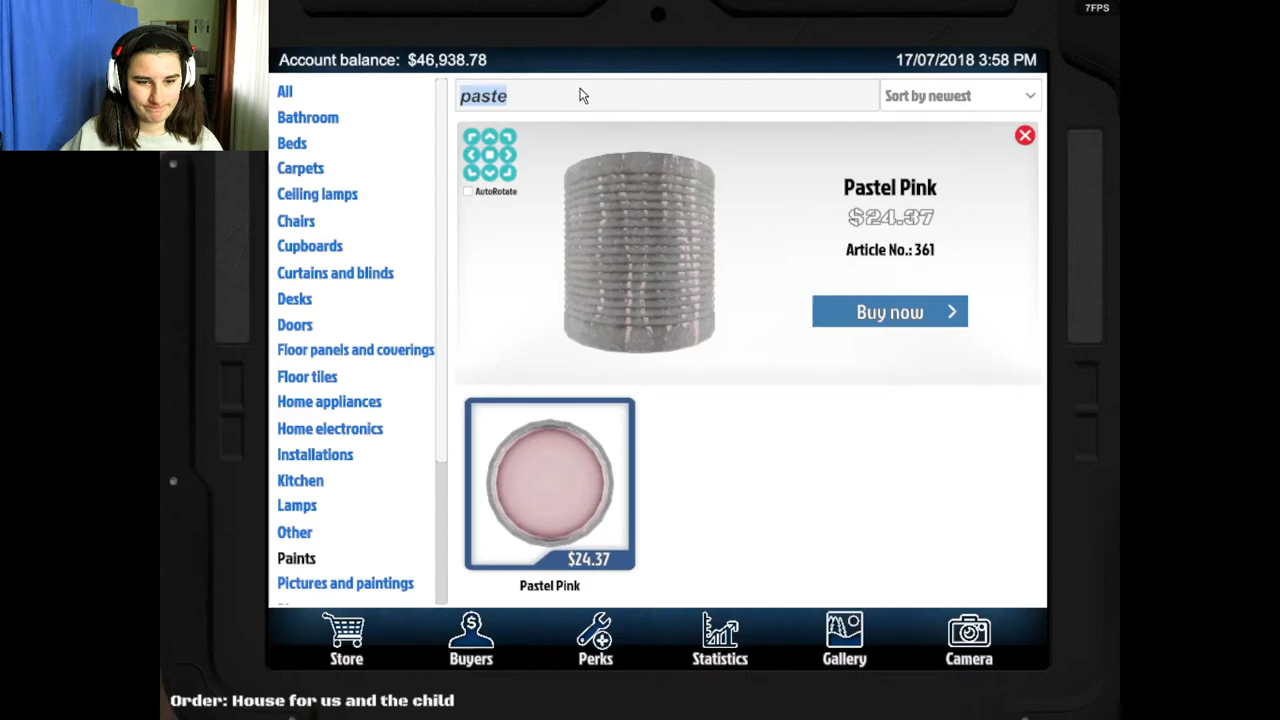 7FPS
Account balance: $46,938.78
17/07/2018 3:58 PM
All
Bathroom
Beds
Carpets
Ceiling lamps
Chairs
Cupboards
Curtains and blinds
Desks
Doors
Floor panels and coverings
Floor tiles
Home appliances
Home electronics
Installations
Kitchen
Lamps
Other
Paints
Pictures and paintings
paste
Sort by newest
AutoRotate
Pastel Pink
$24.37
Article No.: 361
Buy now
$24.37
Pastel Pink
Store
Buyers
Perks
Statistics
Gallery
Camera
Order: House for us and the child